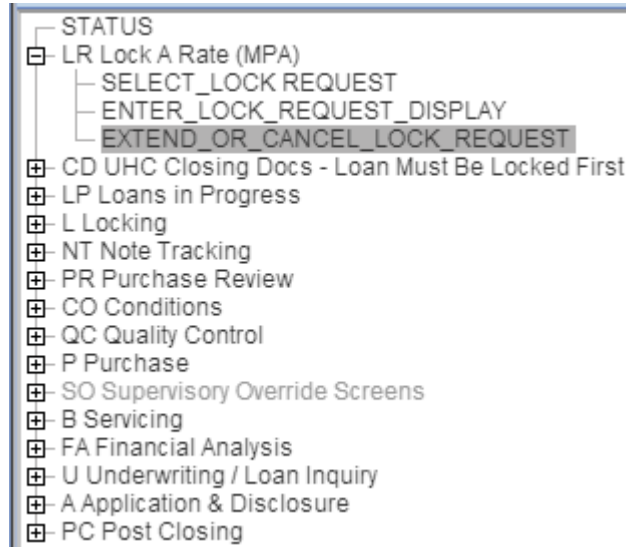 STATUS
LR Lock A Rate (MPA)
SELECT_LOCK REQUEST
ENTER_LOCK_REQUEST_DISPLAY
EXTEND_OR_CANCEL_LOCK_REQUEST
CD UHC Closing Docs - Loan Must Be Locked First
LP Loans in Progress
L Locking
NT Note Tracking
PR Purchase Review
CO Conditions
QC Quality Control
P Purchase
SO Supervisory Override Screens
B Servicing
FA Financial Analysis
U Underwriting / Loan Inquiry
A Application & Disclosure
PC Post Closing